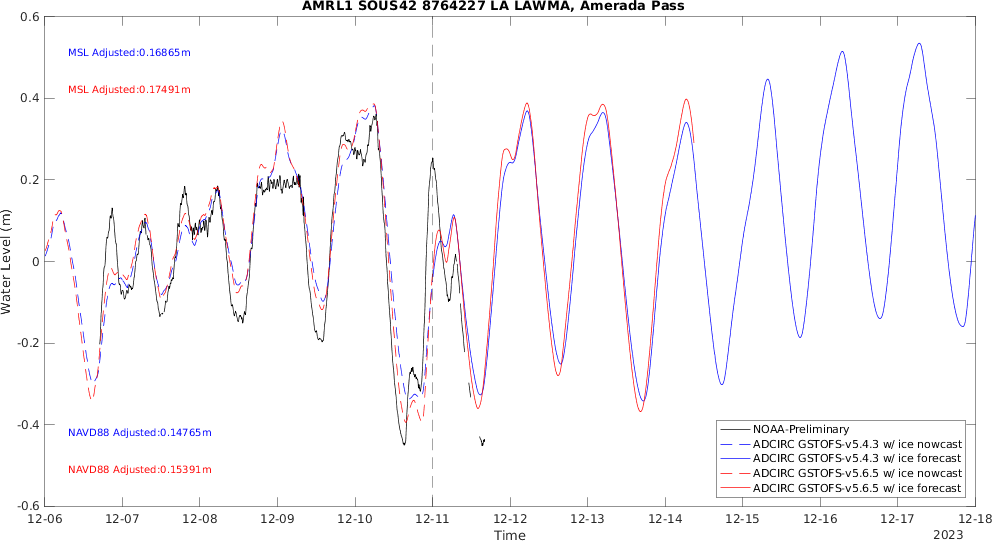 AMRL1 SOUS42 8764227 LA LAWMA, Amerada Pass
0.6
0.4
0.2
0
-0.2
-0.4
-0.6
Water Level (m)
MSL Adjusted:0.16865m
MSL Adjusted:0.17491m
NAVD88 Adjusted:0.14765m
NAVD88 Adjusted:0.15391m
NOAA-Preliminary
ADCIRC GSTOFS-v5.4.3 w/ ice nowcast
ADCIRC GSTOFS-v5.4.3 w/ ice forecast
ADCIRC GSTOFS-v5.6.5 w/ ice nowcast
ADCIRC GSTOFS-v5.6.5 w/ ice forecast
12-06 12-07 12-08 12-09 12-10 12-11 12-12 12-13 12-14 12-15 12-16 12-17 12-18
Time
2023